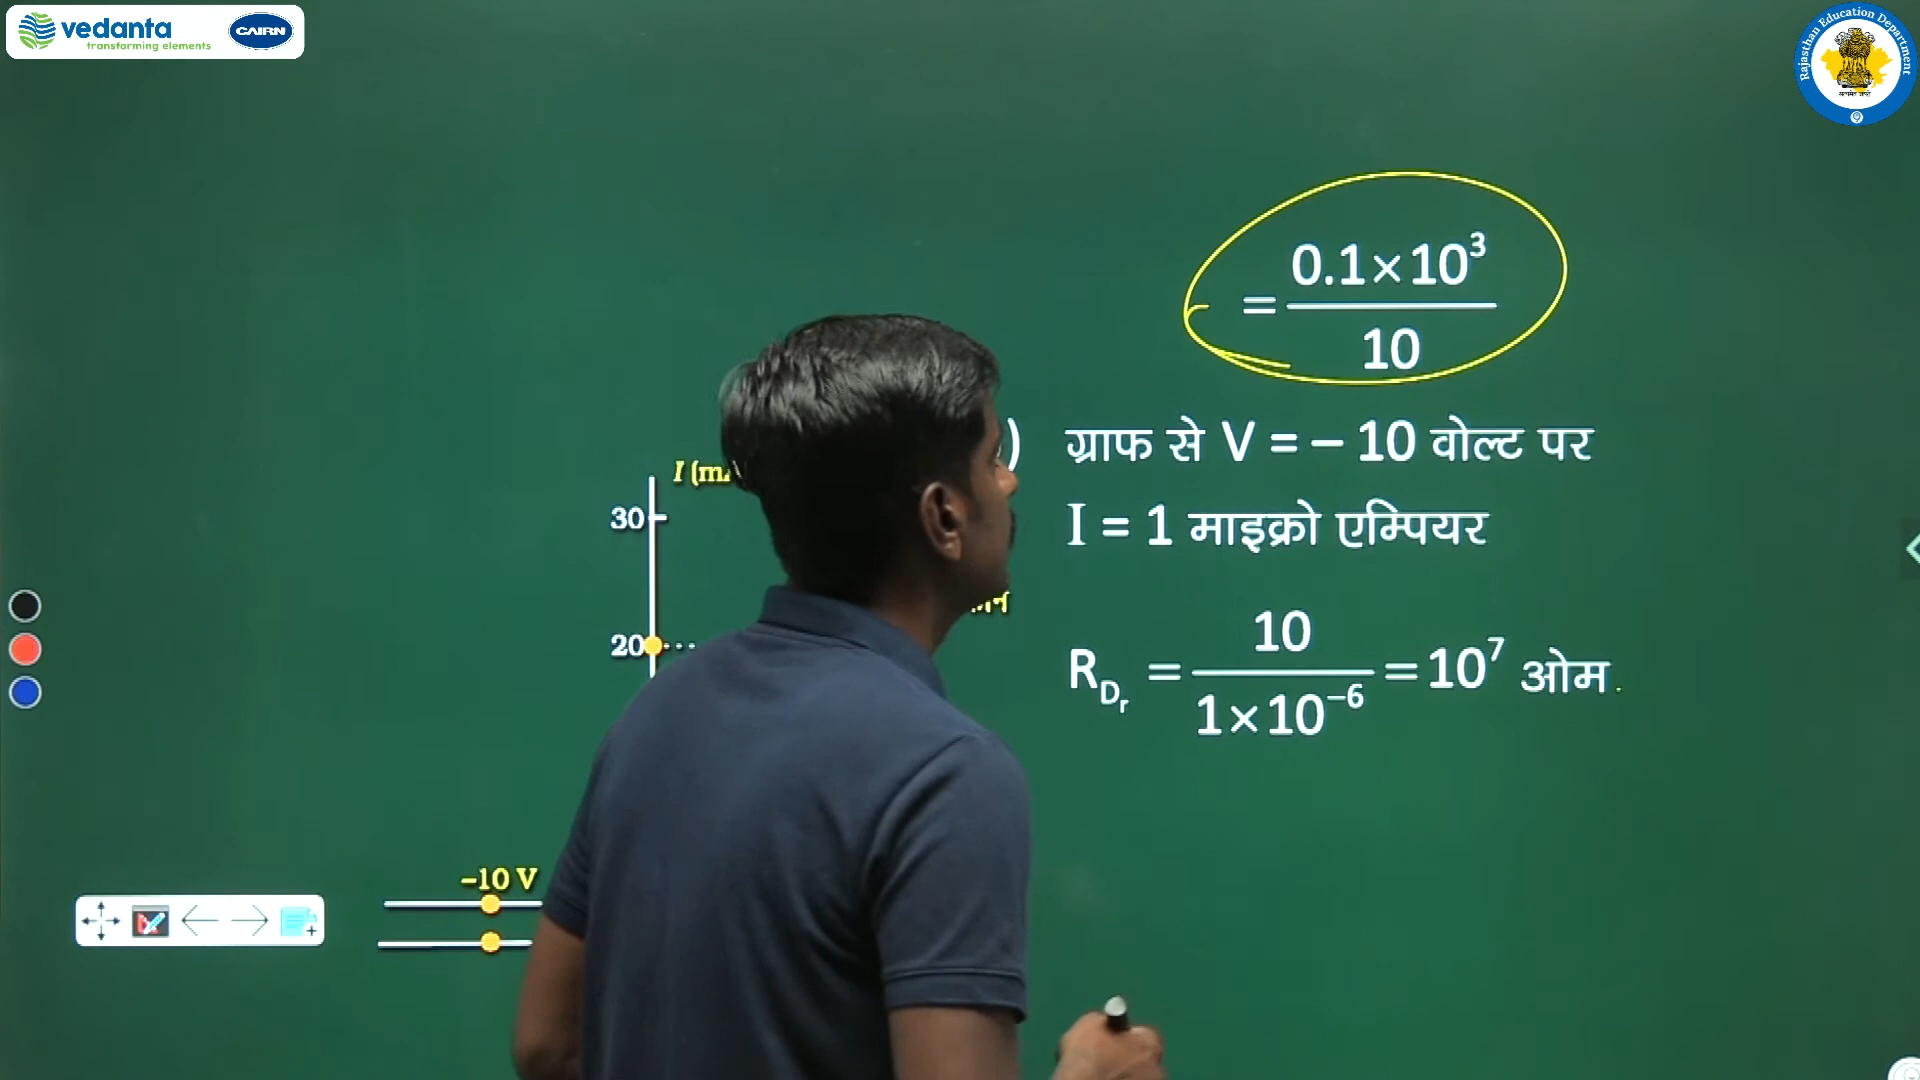 vedanta
transforming elements
CAIRN
Rajasthan Education Department
= 0.1×10³ / 10
) ग्राफ से V = – 10 वोल्ट पर
I = 1 माइक्रो एम्पियर
R_Dr = 10 / 1×10⁻⁶ = 10⁷ ओम.
I (m
30
20
–10 V